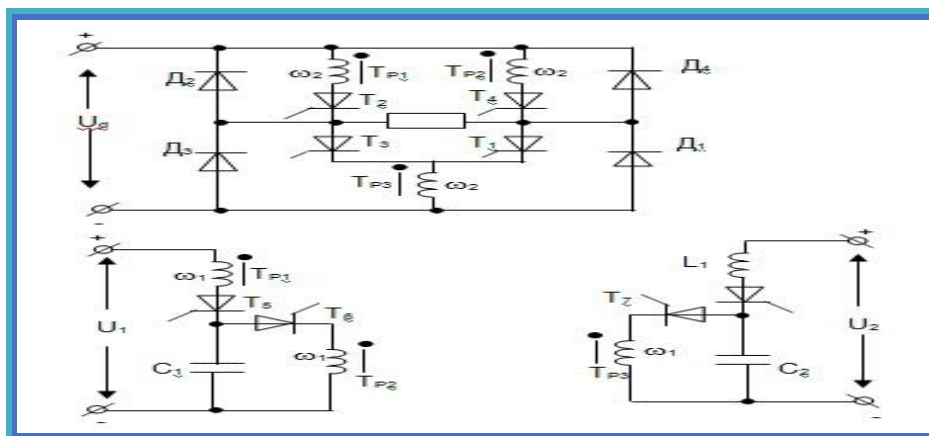 +
Д₂ ω₂ Тр₁ Тр₂ ω₂ Д₄
Т₂ Т₄
U₀
Д₃ Т₃ Т₁ Д₁
Тр₃ ω₂
-
+ +
ω₁ Тр₁ L₁
Т₅ Т₆ Т₇
U₁ ω₁ ω₁ U₂
С₁ Тр₂ Тр₃ С₂
- -